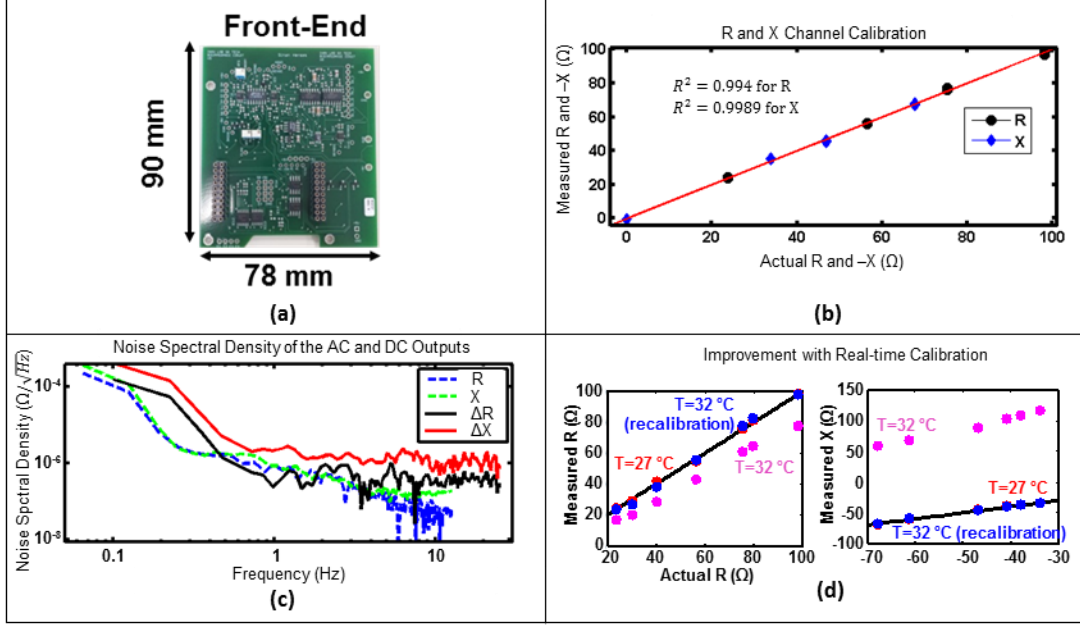 Front-End
90 mm
78 mm
(a)
R and X Channel Calibration
Measured R and –X (Ω)
100
80
60
40
20
0
R² = 0.994 for R
R² = 0.9989 for X
R
X
0 20 40 60 80 100
Actual R and –X (Ω)
(b)
Noise Spectral Density of the AC and DC Outputs
Noise Spectral Density (Ω/√Hz)
10⁻⁴
10⁻⁶
10⁻⁸
R
X
ΔR
ΔX
0.1 1 10
Frequency (Hz)
(c)
Improvement with Real-time Calibration
Measured R (Ω)
100
80
60
40
20
0
T=32 °C
(recalibration)
T=27 °C
T=32 °C
20 40 60 80 100
Actual R (Ω)
Measured X (Ω)
150
100
50
0
-50
-100
T=32 °C
T=27 °C
T=32 °C (recalibration)
-70 -60 -50 -40 -30
(d)